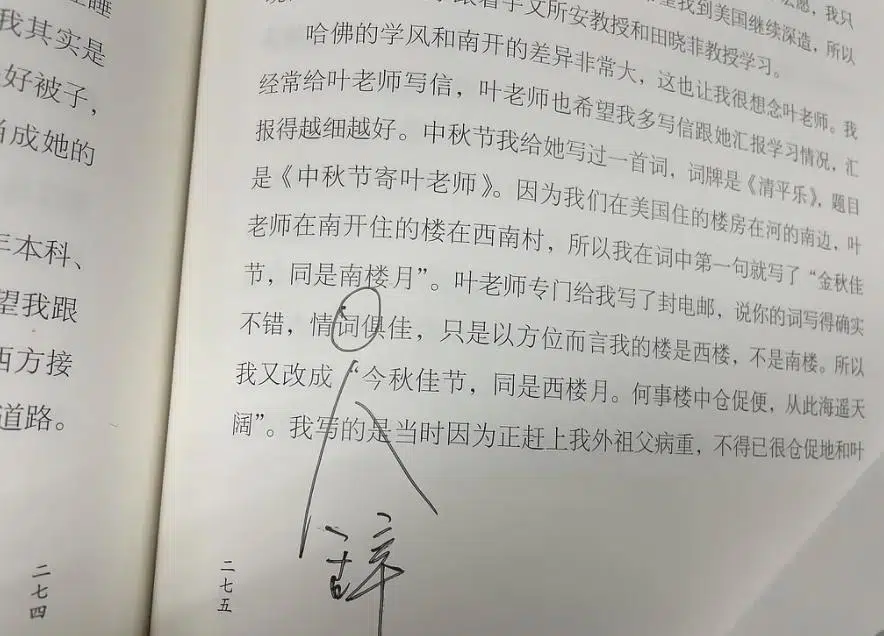 睡
我其实是
好被子，
当成她的
本科、
望我跟
西方接
道路。
二七四
望找到美国继续深造，所以
教授和田晓菲教授学习。
哈佛的学风和南开的差异非常大，这也让我很想念叶老师。我
经常给叶老师写信，叶老师也希望我多写信跟她汇报学习情况，汇
报得越细越好。中秋节我给她写过一首词，词牌是《清平乐》，题目
是《中秋节寄叶老师》。因为我们在美国住的楼房在河的南边，叶
老师在南开住的楼在西南村，所以我在词中第一句就写了“金秋佳
节，同是南楼月”。叶老师专门给我写了封电邮，说你的词写得确实
不错，情词俱佳，只是以方位而言我的楼是西楼，不是南楼。所以
我又改成“今秋佳节，同是西楼月。何事楼中仓促便，从此海遥天
阔”。我写的是当时因为正赶上我外祖父病重，不得已很仓促地和叶
辞
二七五